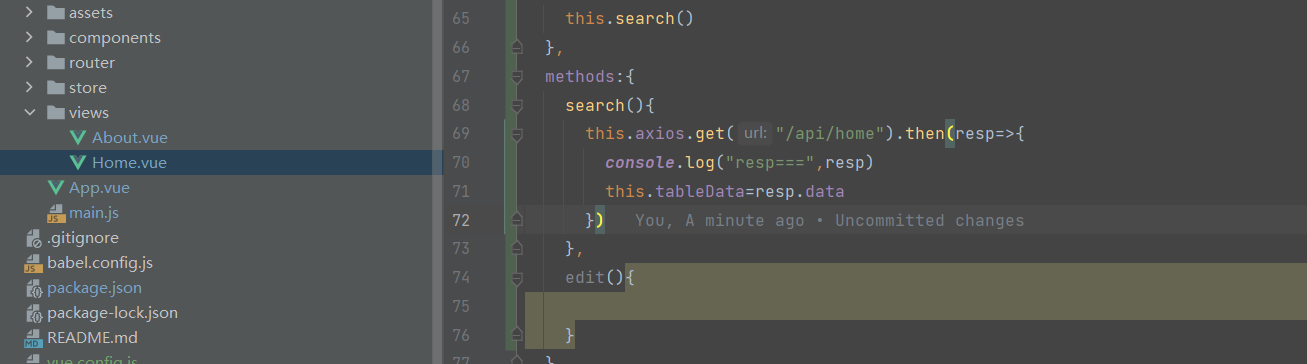 assets
components
router
store
views
About.vue
Home.vue
App.vue
main.js
.gitignore
babel.config.js
package.json
package-lock.json
README.md
vue.config.js
65 this.search()
66 },
67 methods:{
68 search(){
69 this.axios.get( url: "/api/home").then(resp=>{
70 console.log("resp===",resp)
71 this.tableData=resp.data
72 }) You, A minute ago • Uncommitted changes
73 },
74 edit(){
75
76 }
77 }